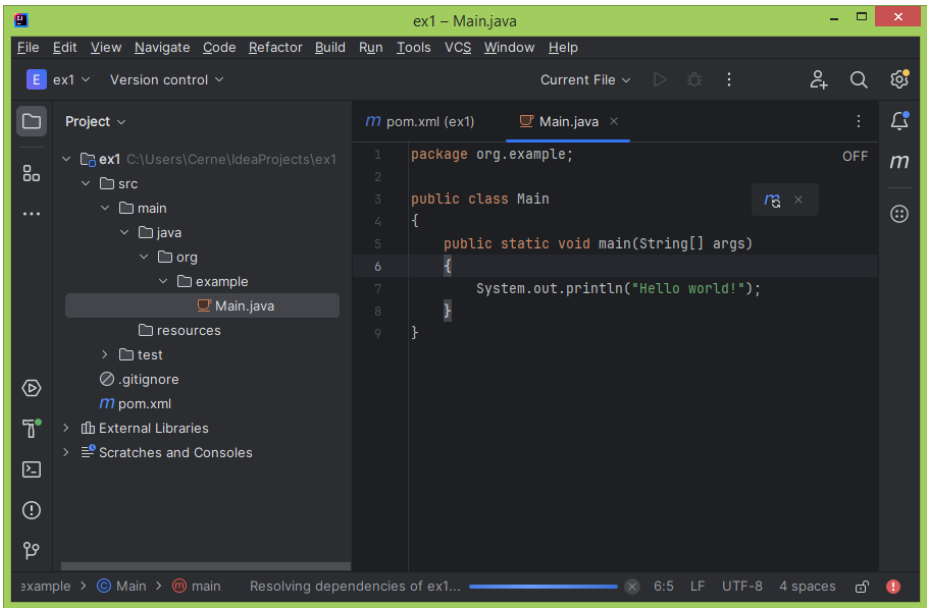 ex1 – Main.java
File Edit View Navigate Code Refactor Build Run Tools VCS Window Help
E ex1 Version control Current File
Project
ex1 C:\Users\Cerne\IdeaProjects\ex1
src
main
java
org
example
Main.java
resources
test
.gitignore
m pom.xml
External Libraries
Scratches and Consoles
m pom.xml (ex1) Main.java
OFF
1 package org.example;
2
3 public class Main
4 {
5 public static void main(String[] args)
6 {
7 System.out.println("Hello world!");
8 }
9 }
m
m
example > C Main > m main Resolving dependencies of ex1... 6:5 LF UTF-8 4 spaces